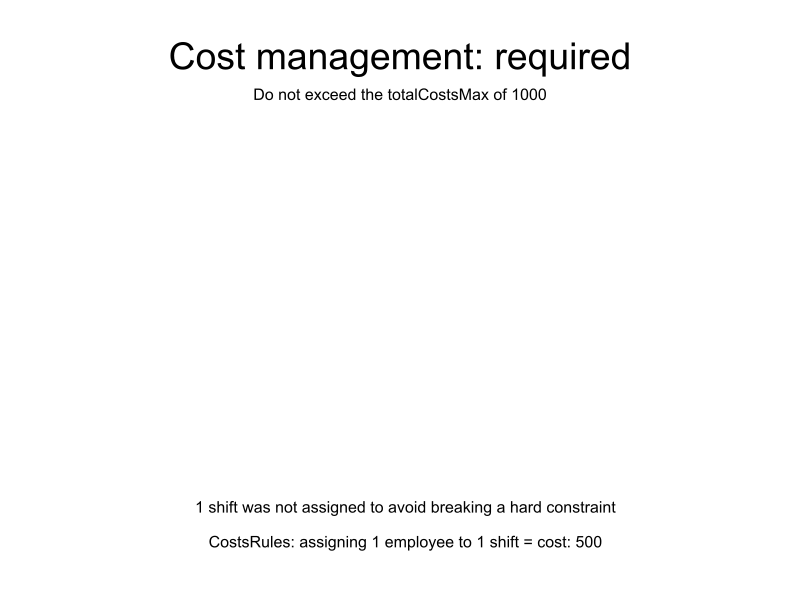 Cost management: required
Do not exceed the totalCostsMax of 1000
1 shift was not assigned to avoid breaking a hard constraint
CostsRules: assigning 1 employee to 1 shift = cost: 500